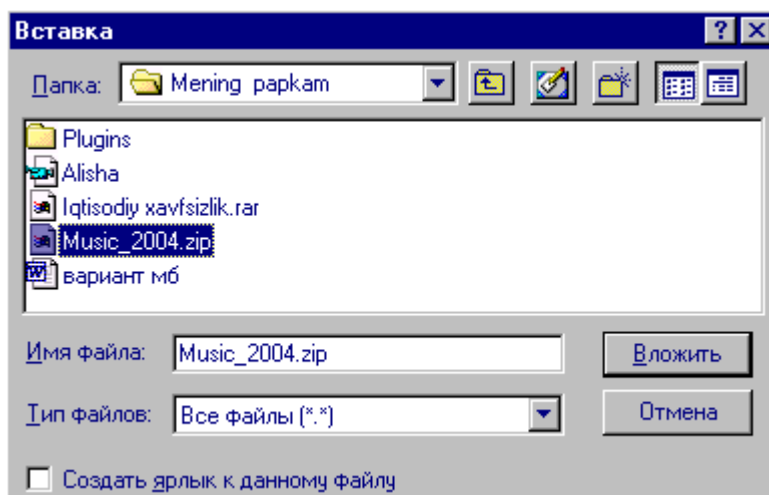 Вставка
Папка: Mening papkam
Plugins
Alisha
Iqtisodiy xavfsizlik.rar
Music_2004.zip
вариант мб
Имя файла: Music_2004.zip Вложить
Тип файлов: Все файлы (*.*) Отмена
Создать ярлык к данному файлу